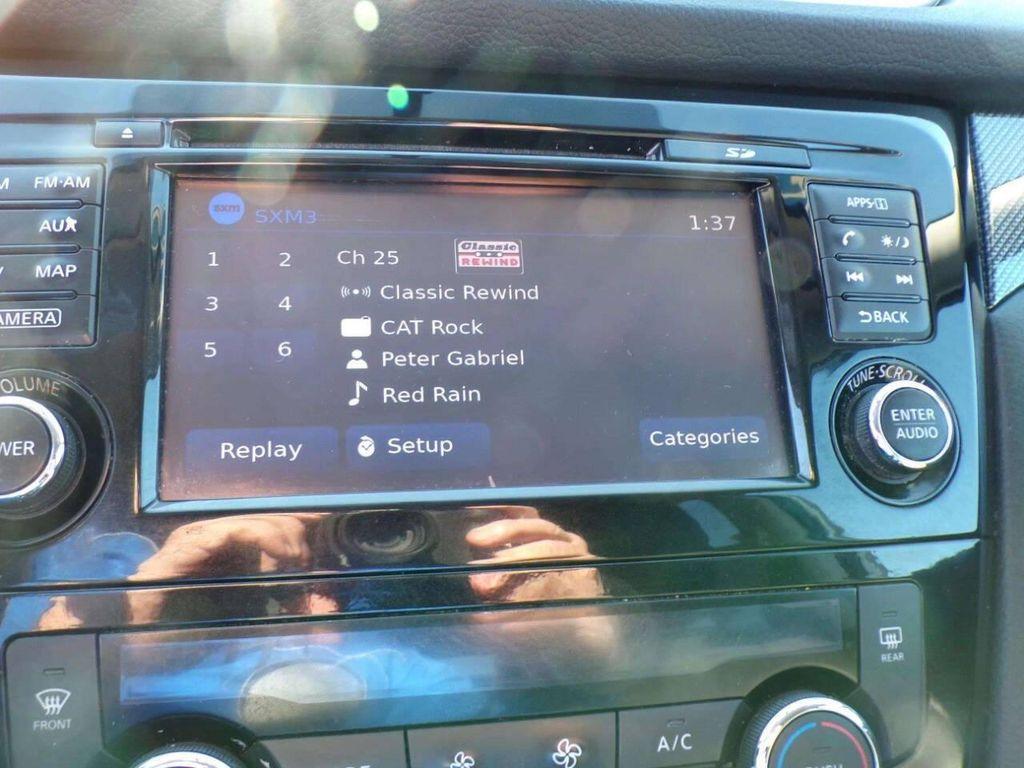 SD
FM·AM
AUX
MAP
AMERA
VOLUME
WER
sxm
SXM3
1:37
1 2
Ch 25
Classic
REWIND
Classic Rewind
3 4
CAT Rock
5 6
Peter Gabriel
Red Rain
Replay
Setup
Categories
APPS·i
BACK
TUNE·SCROLL
ENTER
AUDIO
REAR
FRONT
A/C